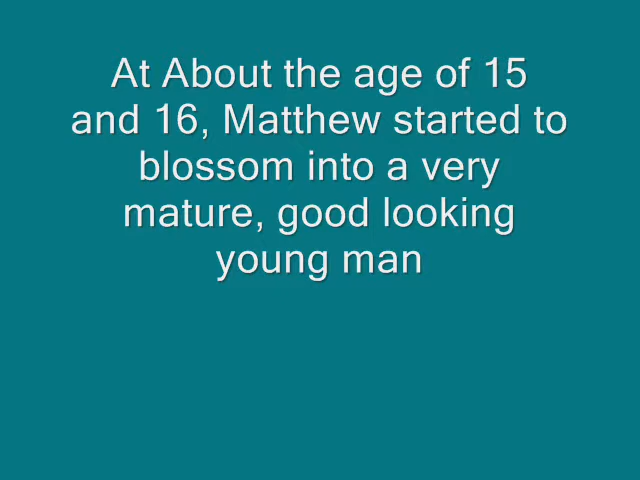 At About the age of 15
and 16, Matthew started to
blossom into a very
mature, good looking
young man